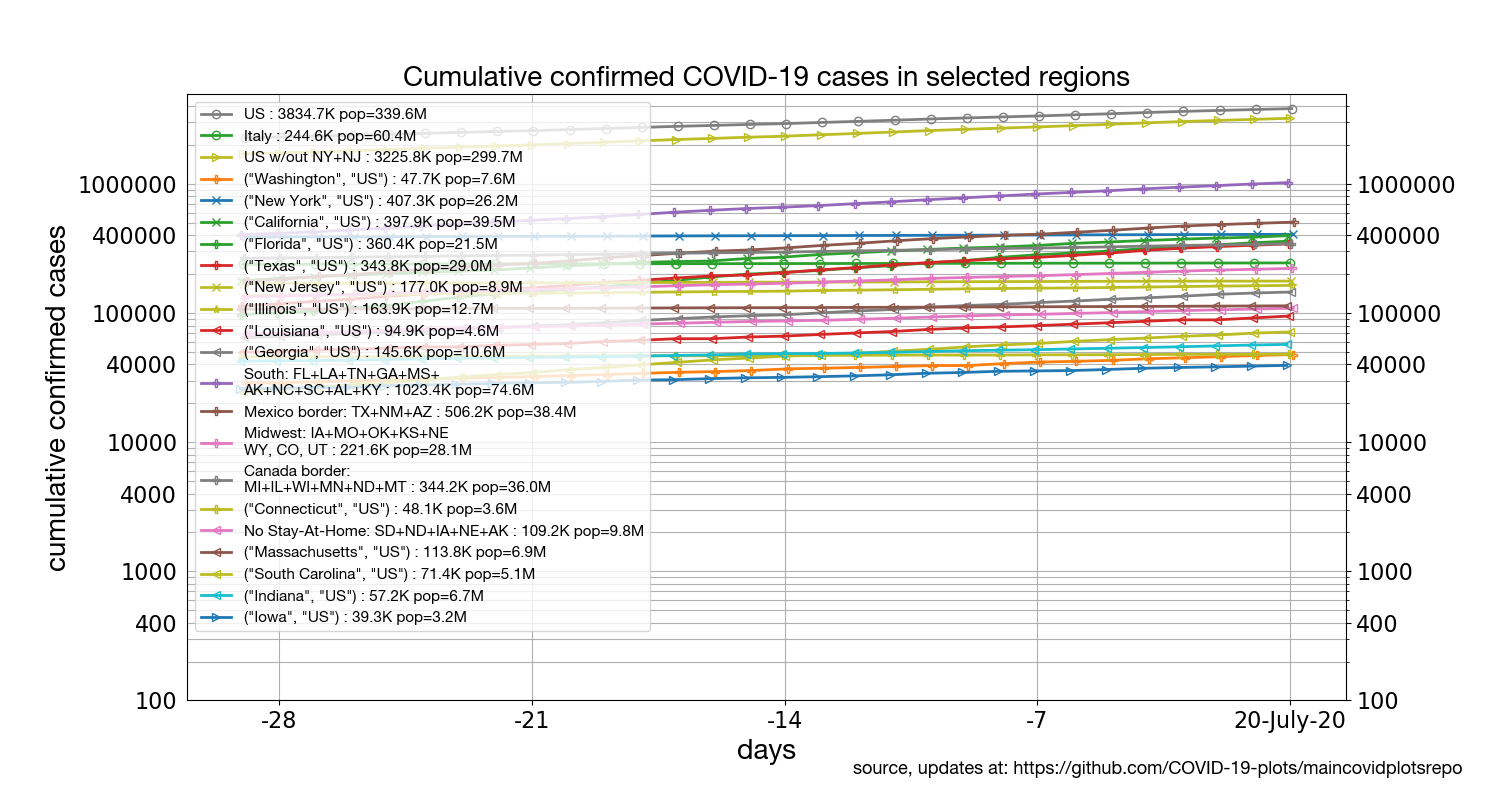 Cumulative confirmed COVID-19 cases in selected regions
US : 3834.7K pop=339.6M
Italy : 244.6K pop=60.4M
US w/out NY+NJ : 3225.8K pop=299.7M
("Washington", "US") : 47.7K pop=7.6M
("New York", "US") : 407.3K pop=26.2M
("California", "US") : 397.9K pop=39.5M
("Florida", "US") : 360.4K pop=21.5M
("Texas", "US") : 343.8K pop=29.0M
("New Jersey", "US") : 177.0K pop=8.9M
("Illinois", "US") : 163.9K pop=12.7M
("Louisiana", "US") : 94.9K pop=4.6M
("Georgia", "US") : 145.6K pop=10.6M
South: FL+LA+TN+GA+MS+
AK+NC+SC+AL+KY : 1023.4K pop=74.6M
Mexico border: TX+NM+AZ : 506.2K pop=38.4M
Midwest: IA+MO+OK+KS+NE
WY, CO, UT : 221.6K pop=28.1M
Canada border:
MI+IL+WI+MN+ND+MT : 344.2K pop=36.0M
("Connecticut", "US") : 48.1K pop=3.6M
No Stay-At-Home: SD+ND+IA+NE+AK : 109.2K pop=9.8M
("Massachusetts", "US") : 113.8K pop=6.9M
("South Carolina", "US") : 71.4K pop=5.1M
("Indiana", "US") : 57.2K pop=6.7M
("Iowa", "US") : 39.3K pop=3.2M
cumulative confirmed cases
1000000
400000
100000
40000
10000
4000
1000
400
100
1000000
400000
100000
40000
10000
4000
1000
400
100
-28
-21
-14
-7
20-July-20
days
source, updates at: https://github.com/COVID-19-plots/maincovidplotsrepo